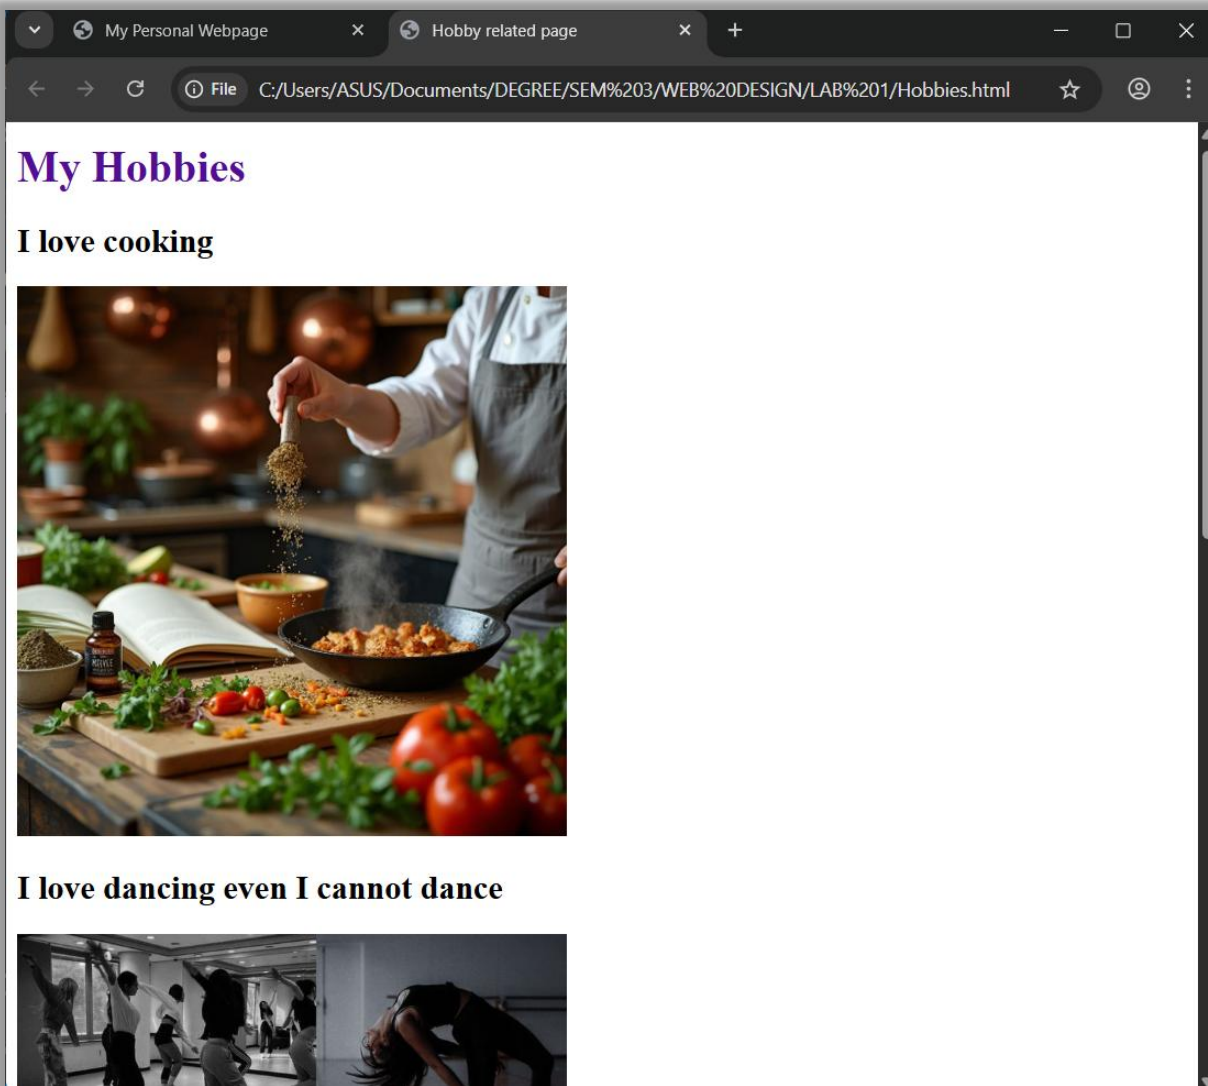 My Personal Webpage
Hobby related page
File C:/Users/ASUS/Documents/DEGREE/SEM%203/WEB%20DESIGN/LAB%201/Hobbies.html
My Hobbies
I love cooking
I love dancing even I cannot dance